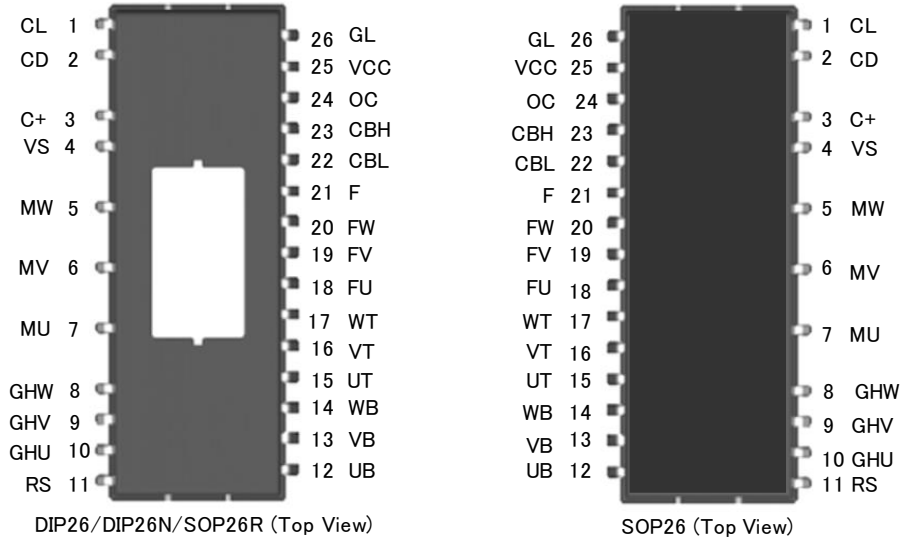 CL 1
CD 2
C+ 3
VS 4
MW 5
MV 6
MU 7
GHW 8
GHV 9
GHU 10
RS 11
26 GL
25 VCC
24 OC
23 CBH
22 CBL
21 F
20 FW
19 FV
18 FU
17 WT
16 VT
15 UT
14 WB
13 VB
12 UB
DIP26/DIP26N/SOP26R (Top View)
GL 26
VCC 25
OC 24
CBH 23
CBL 22
F 21
FW 20
FV 19
FU 18
WT 17
VT 16
UT 15
WB 14
VB 13
UB 12
1 CL
2 CD
3 C+
4 VS
5 MW
6 MV
7 MU
8 GHW
9 GHV
10 GHU
11 RS
SOP26 (Top View)